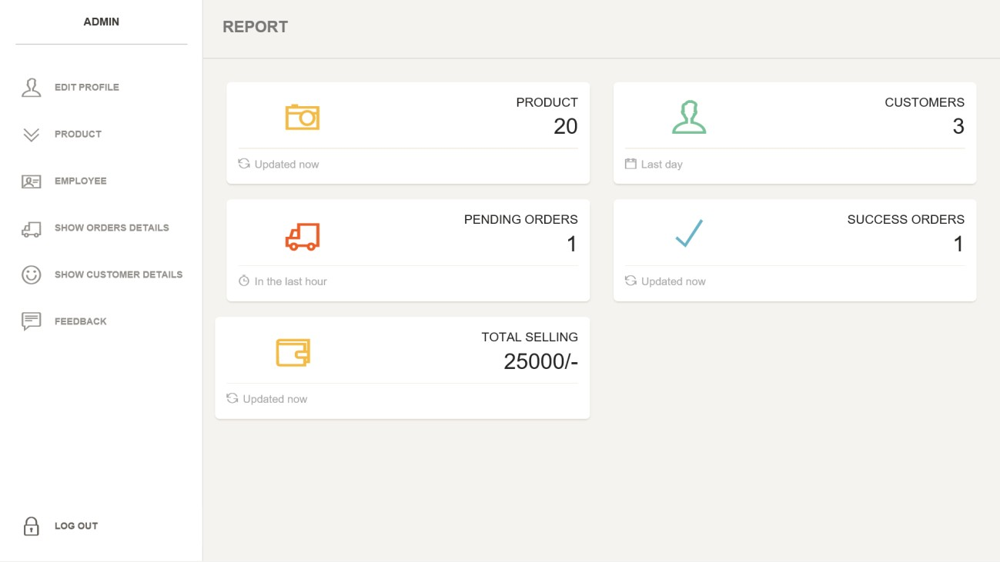 ADMIN
EDIT PROFILE
PRODUCT
EMPLOYEE
SHOW ORDERS DETAILS
SHOW CUSTOMER DETAILS
FEEDBACK
LOG OUT
REPORT
PRODUCT
20
Updated now
CUSTOMERS
3
Last day
PENDING ORDERS
1
In the last hour
SUCCESS ORDERS
1
Updated now
TOTAL SELLING
25000/-
Updated now